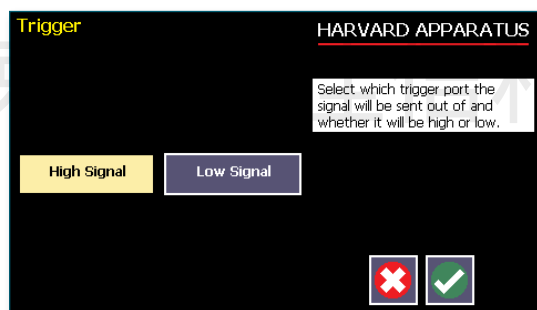 Trigger
HARVARD APPARATUS
Select which trigger port the
signal will be sent out of and
whether it will be high or low.
High Signal
Low Signal